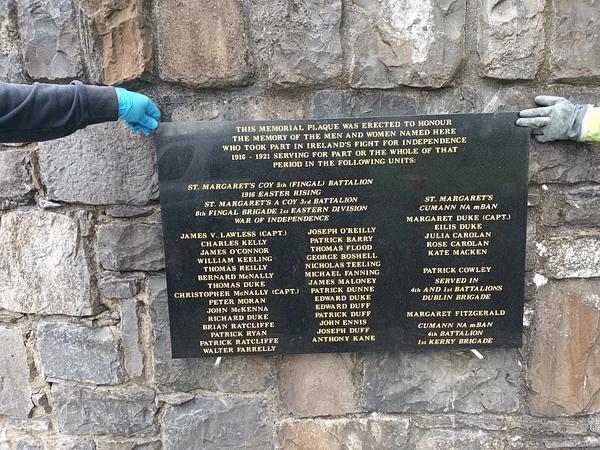 THIS MEMORIAL PLAQUE WAS ERECTED TO HONOUR
THE MEMORY OF THE MEN AND WOMEN NAMED HERE
WHO TOOK PART IN IRELAND'S FIGHT FOR INDEPENDENCE
1916 - 1921 SERVING FOR PART OR THE WHOLE OF THAT
PERIOD IN THE FOLLOWING UNITS:
ST. MARGARET'S COY 5th (FINGAL) BATTALION
1916 EASTER RISING
ST. MARGARET'S A COY 3rd BATTALION
8th FINGAL BRIGADE 1st EASTERN DIVISION
WAR OF INDEPENDENCE
JAMES V. LAWLESS (CAPT.)
CHARLES KELLY
JAMES O'CONNOR
WILLIAM KEELING
THOMAS REILLY
BERNARD McNALLY
THOMAS DUKE
CHRISTOPHER McNALLY (CAPT.)
PETER MORAN
JOHN McKENNA
RICHARD DUKE
BRIAN RATCLIFFE
PATRICK RYAN
PATRICK RATCLIFFE
WALTER FARRELLY
JOSEPH O'REILLY
PATRICK BARRY
THOMAS FLOOD
GEORGE BOSHELL
NICHOLAS TEELING
MICHAEL FANNING
JAMES MALONEY
PATRICK DUNNE
EDWARD DUKE
EDWARD DUFF
PATRICK DUFF
JOHN ENNIS
JOSEPH DUFF
ANTHONY KANE
ST. MARGARET'S
CUMANN NA mBAN
MARGARET DUKE (CAPT.)
EILIS DUKE
JULIA CAROLAN
ROSE CAROLAN
KATE MACKEN
PATRICK COWLEY
SERVED IN
4th AND 1st BATTALIONS
DUBLIN BRIGADE
MARGARET FITZGERALD
CUMANN NA mBAN
4th BATTALION
1st KERRY BRIGADE